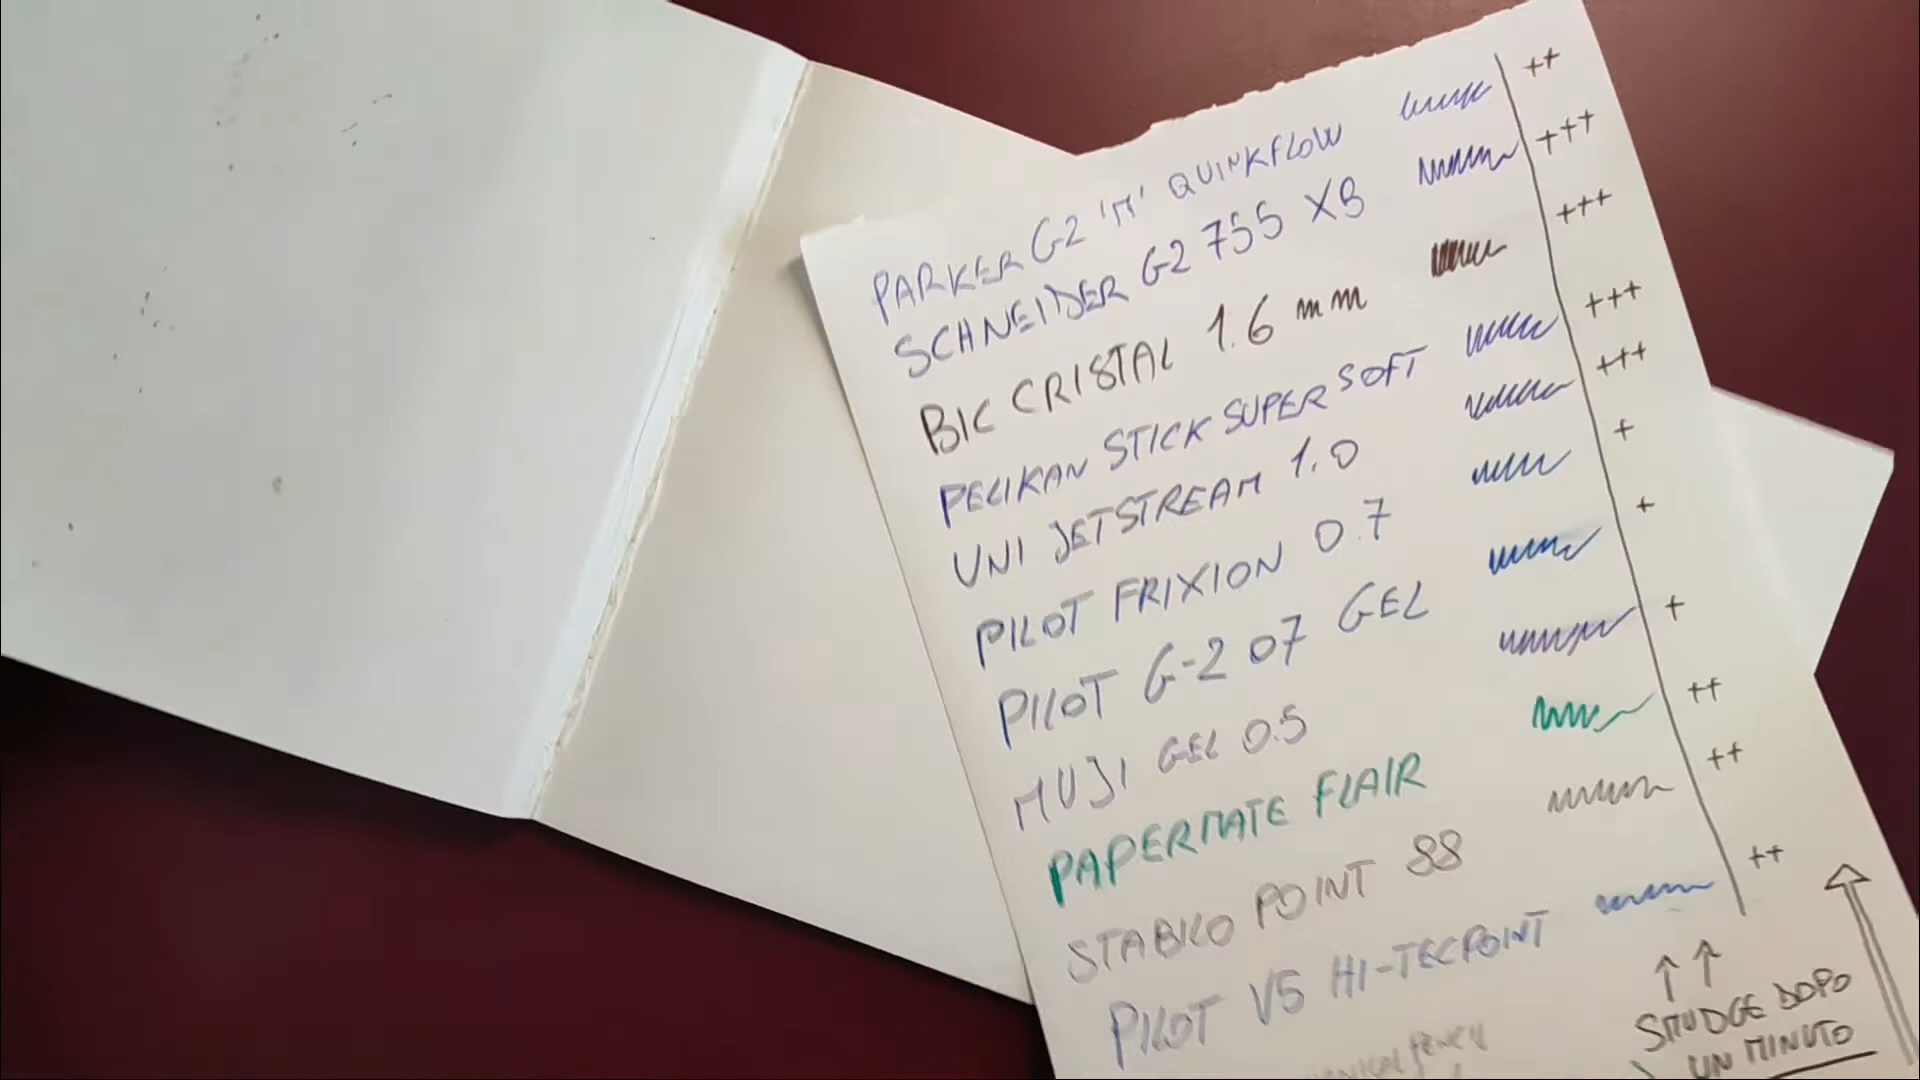 PARKER G2 'M' QUINKFLOW ++
SCHNEIDER G2 755 XB +++
BIC CRISTAL 1.6 mm +++
PELIKAN STICK SUPER SOFT +++
UNI JETSTREAM 1.0 +++
PILOT FRIXION 0.7 +
PILOT G-2 07 GEL +
MUJI GEL 0.5 +
PAPERMATE FLAIR ++
STABILO POINT 88 ++
PILOT V5 HI-TECPOINT ++
SMUDGE DOPO
UN MINUTO